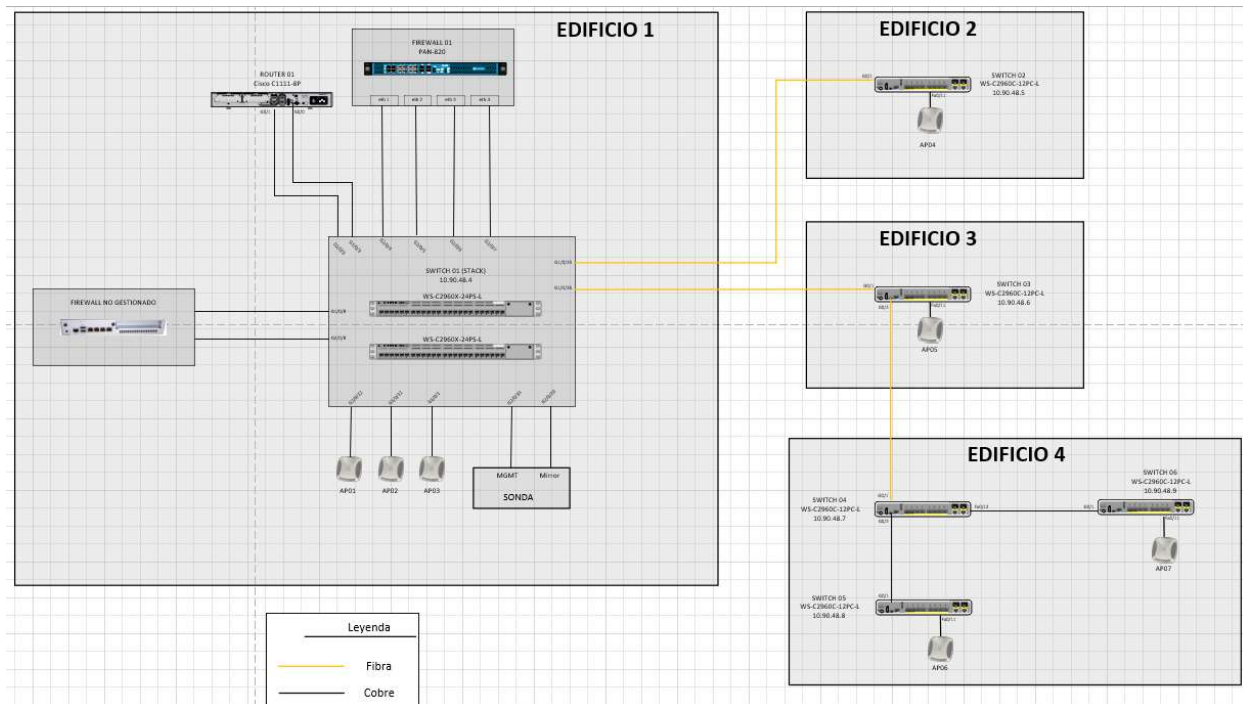 EDIFICIO 1
FIREWALL 01
PAN-820
eth 1
eth 2
ROUTER 01
Cisco C1111-8P
SWITCH 01 (STACK)
10.90.48.4
WS-C2960X-24PS-L
WS-C2960X-24PS-L
FIREWALL NO GESTIONADO
AP01
AP02
AP03
MGMT
Mirror
SONDA
EDIFICIO 2
SWITCH 02
WS-C2960C-12PC-L
10.90.48.5
AP04
EDIFICIO 3
SWITCH 03
WS-C2960C-12PC-L
10.90.48.6
AP05
EDIFICIO 4
SWITCH 04
WS-C2960C-12PC-L
10.90.48.7
SWITCH 06
WS-C2960C-12PC-L
10.90.48.9
AP07
SWITCH 05
WS-C2960C-12PC-L
10.90.48.8
AP06
Leyenda
Fibra
Cobre